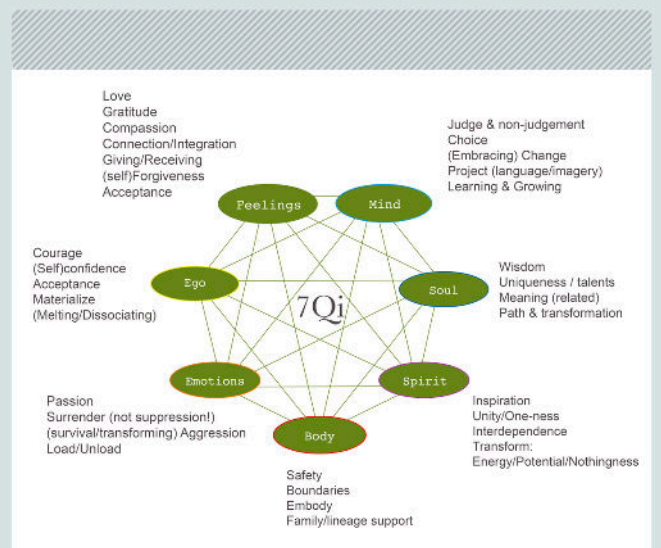 Love
Gratitude
Compassion
Connection/Integration
Giving/Receiving
(self)Forgiveness
Acceptance
Judge & non-judgement
Choice
(Embracing) Change
Project (language/imagery)
Learning & Growing
Feelings
Mind
Courage
(Self)confidence
Acceptance
Materialize
(Melting/Dissociating)
Ego
7Qi
Soul
Wisdom
Uniqueness / talents
Meaning (related)
Path & transformation
Emotions
Spirit
Passion
Surrender (not suppression!)
(survival/transforming) Aggression
Load/Unload
Body
Inspiration
Unity/One-ness
Interdependence
Transform:
Energy/Potential/Nothingness
Safety
Boundaries
Embody
Family/lineage support